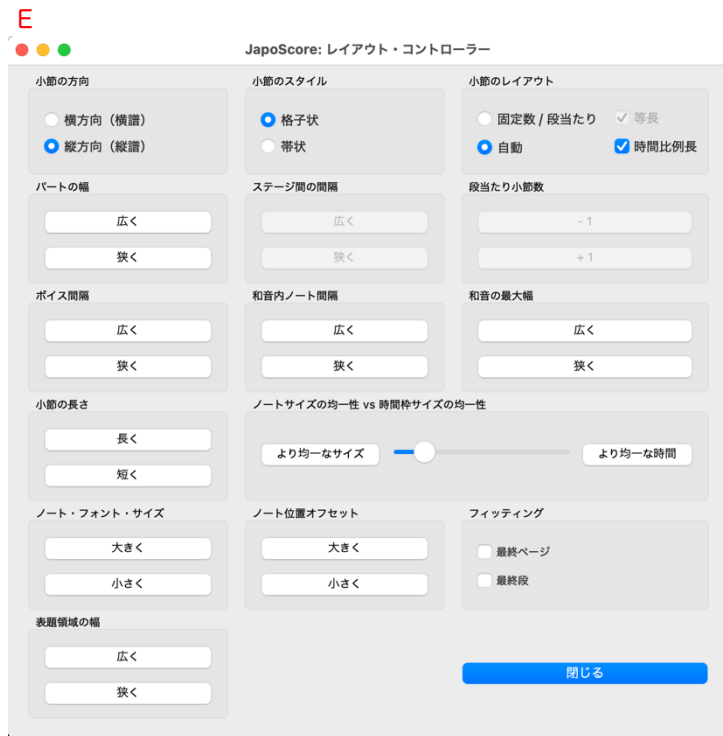 E
JapoScore: レイアウト・コントローラー
小節の方向
横方向（横譜）
縦方向（縦譜）
小節のスタイル
格子状
帯状
小節のレイアウト
固定数 / 段当たり
等長
自動
時間比例長
パートの幅
広く
狭く
ステージ間の間隔
広く
狭く
段当たり小節数
- 1
+ 1
ボイス間隔
広く
狭く
和音内ノート間隔
広く
狭く
和音の最大幅
広く
狭く
小節の長さ
長く
短く
ノートサイズの均一性 vs 時間枠サイズの均一性
より均一なサイズ
より均一な時間
ノート・フォント・サイズ
大きく
小さく
ノート位置オフセット
大きく
小さく
フィッティング
最終ページ
最終段
表題領域の幅
広く
狭く
閉じる